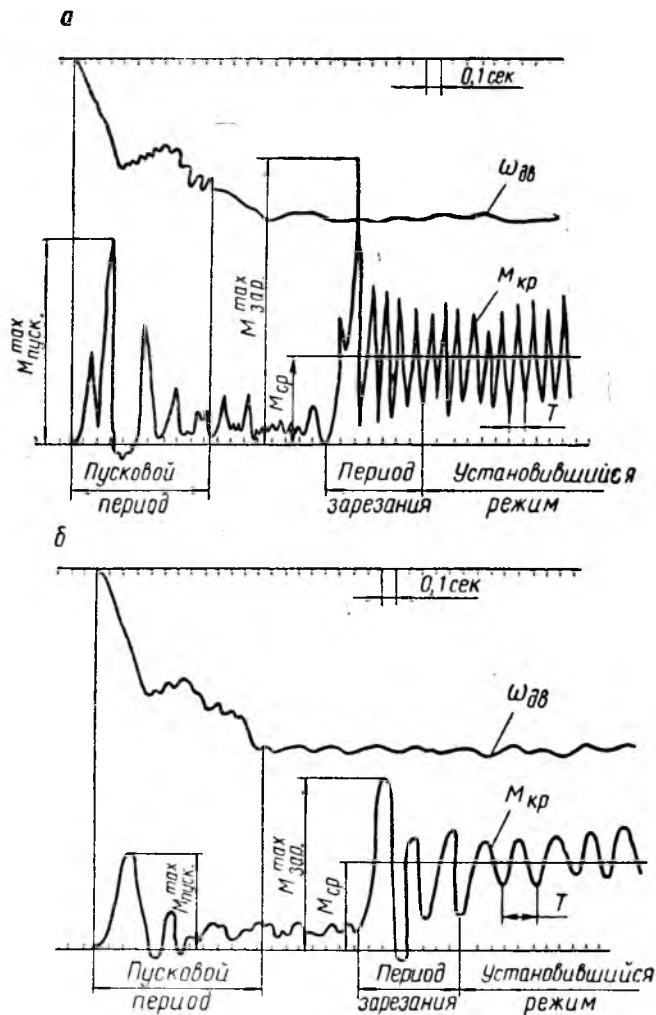 а
0,1 сек
ω дв
M max пуск.
M max зар.
M кр
M ср
T
Пусковой
период
Период
зарезания
Установившийся
режим
б
0,1 сек
ω дв
M max пуск.
M max зар.
M ср
M кр
T
Пусковой
период
Период
зарезания
Установившийся
режим